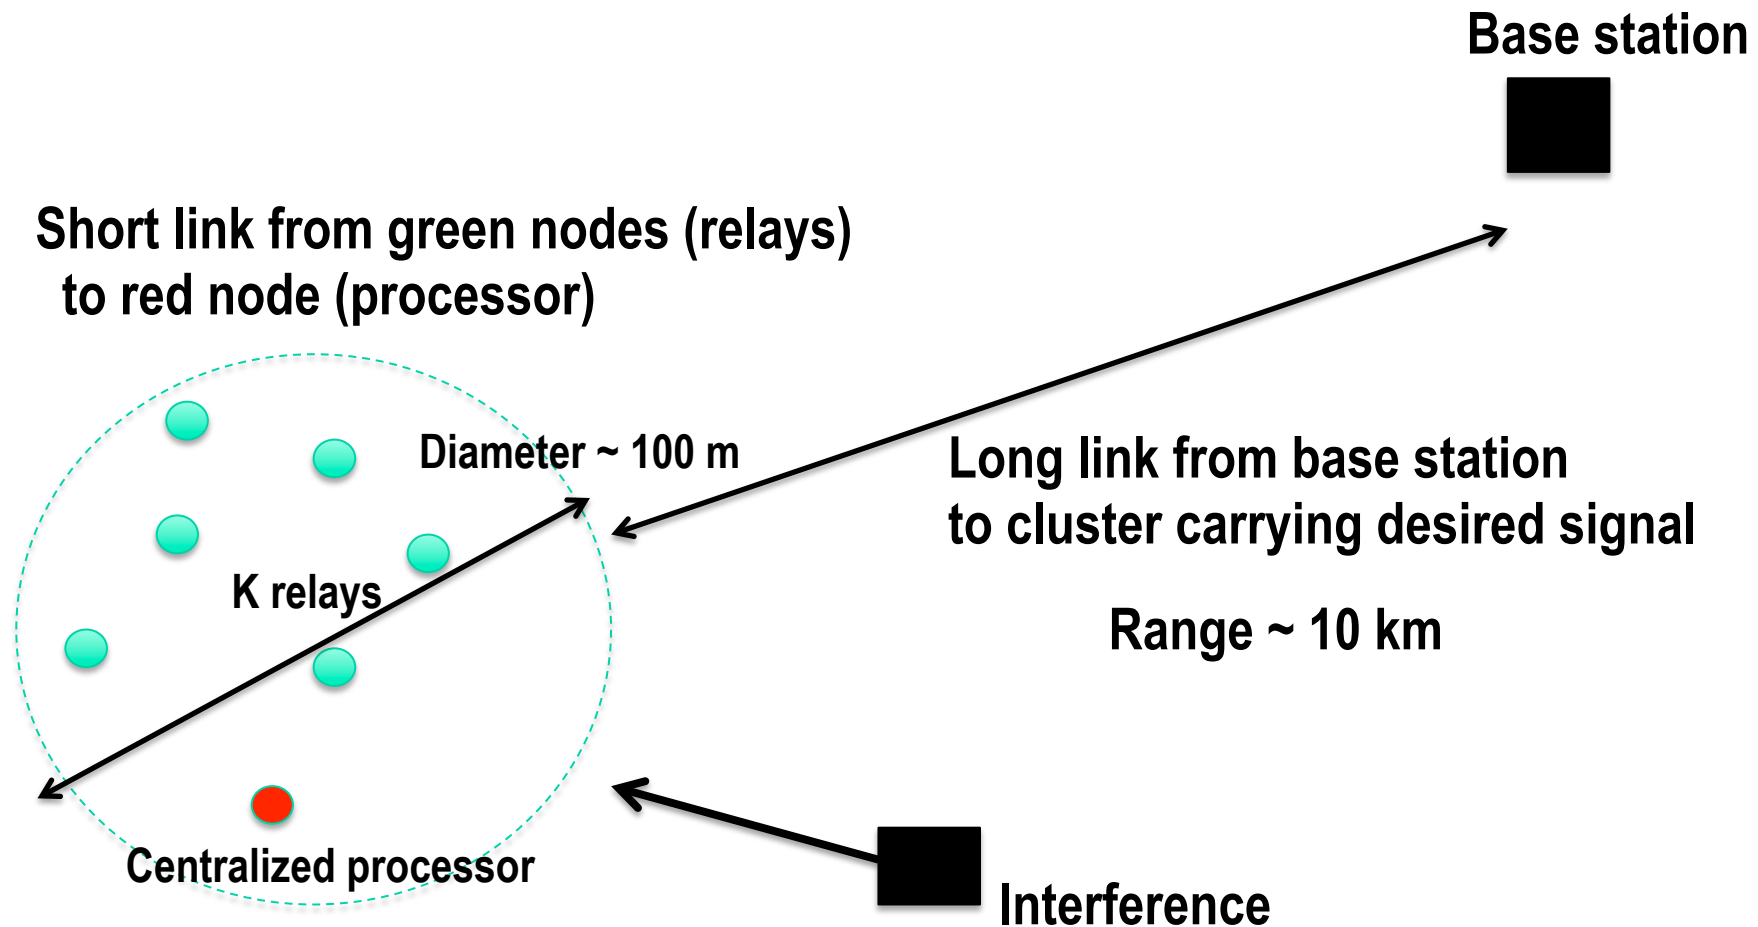 Base station
Short link from green nodes (relays)
to red node (processor)
Diameter ~ 100 m
Long link from base station
to cluster carrying desired signal
K relays
Range ~ 10 km
Centralized processor
Interference